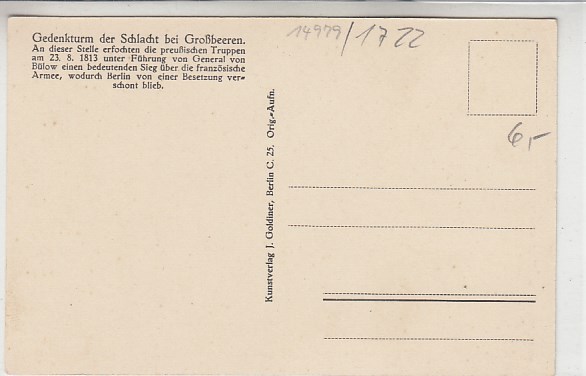 Gedenkturm der Schlacht bei Großbeeren.
An dieser Stelle erfochten die preußischen Truppen
am 23. 8. 1813 unter Führung von General von
Bülow einen bedeutenden Sieg über die französische
Armee, wodurch Berlin von einer Besetzung ver-
schont blieb.
14979/1722
6,-
Kunstverlag J. Goldiner, Berlin C. 25. Orig.-Aufn.